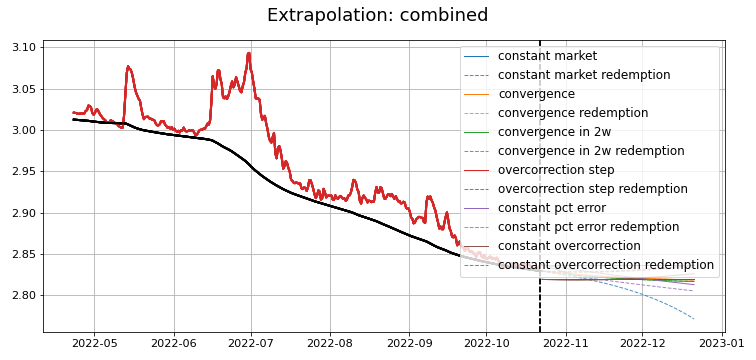 Extrapolation: combined
3.10
3.05
3.00
2.95
2.90
2.85
2.80
constant market
constant market redemption
convergence
convergence redemption
convergence in 2w
convergence in 2w redemption
overcorrection step
overcorrection step redemption
constant pct error
constant pct error redemption
constant overcorrection
constant overcorrection redemption
2022-05
2022-06
2022-07
2022-08
2022-09
2022-10
2022-11
2022-12
2023-01